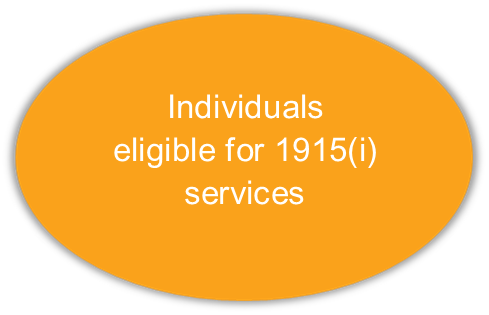 Individuals
eligible for 1915(i)
services